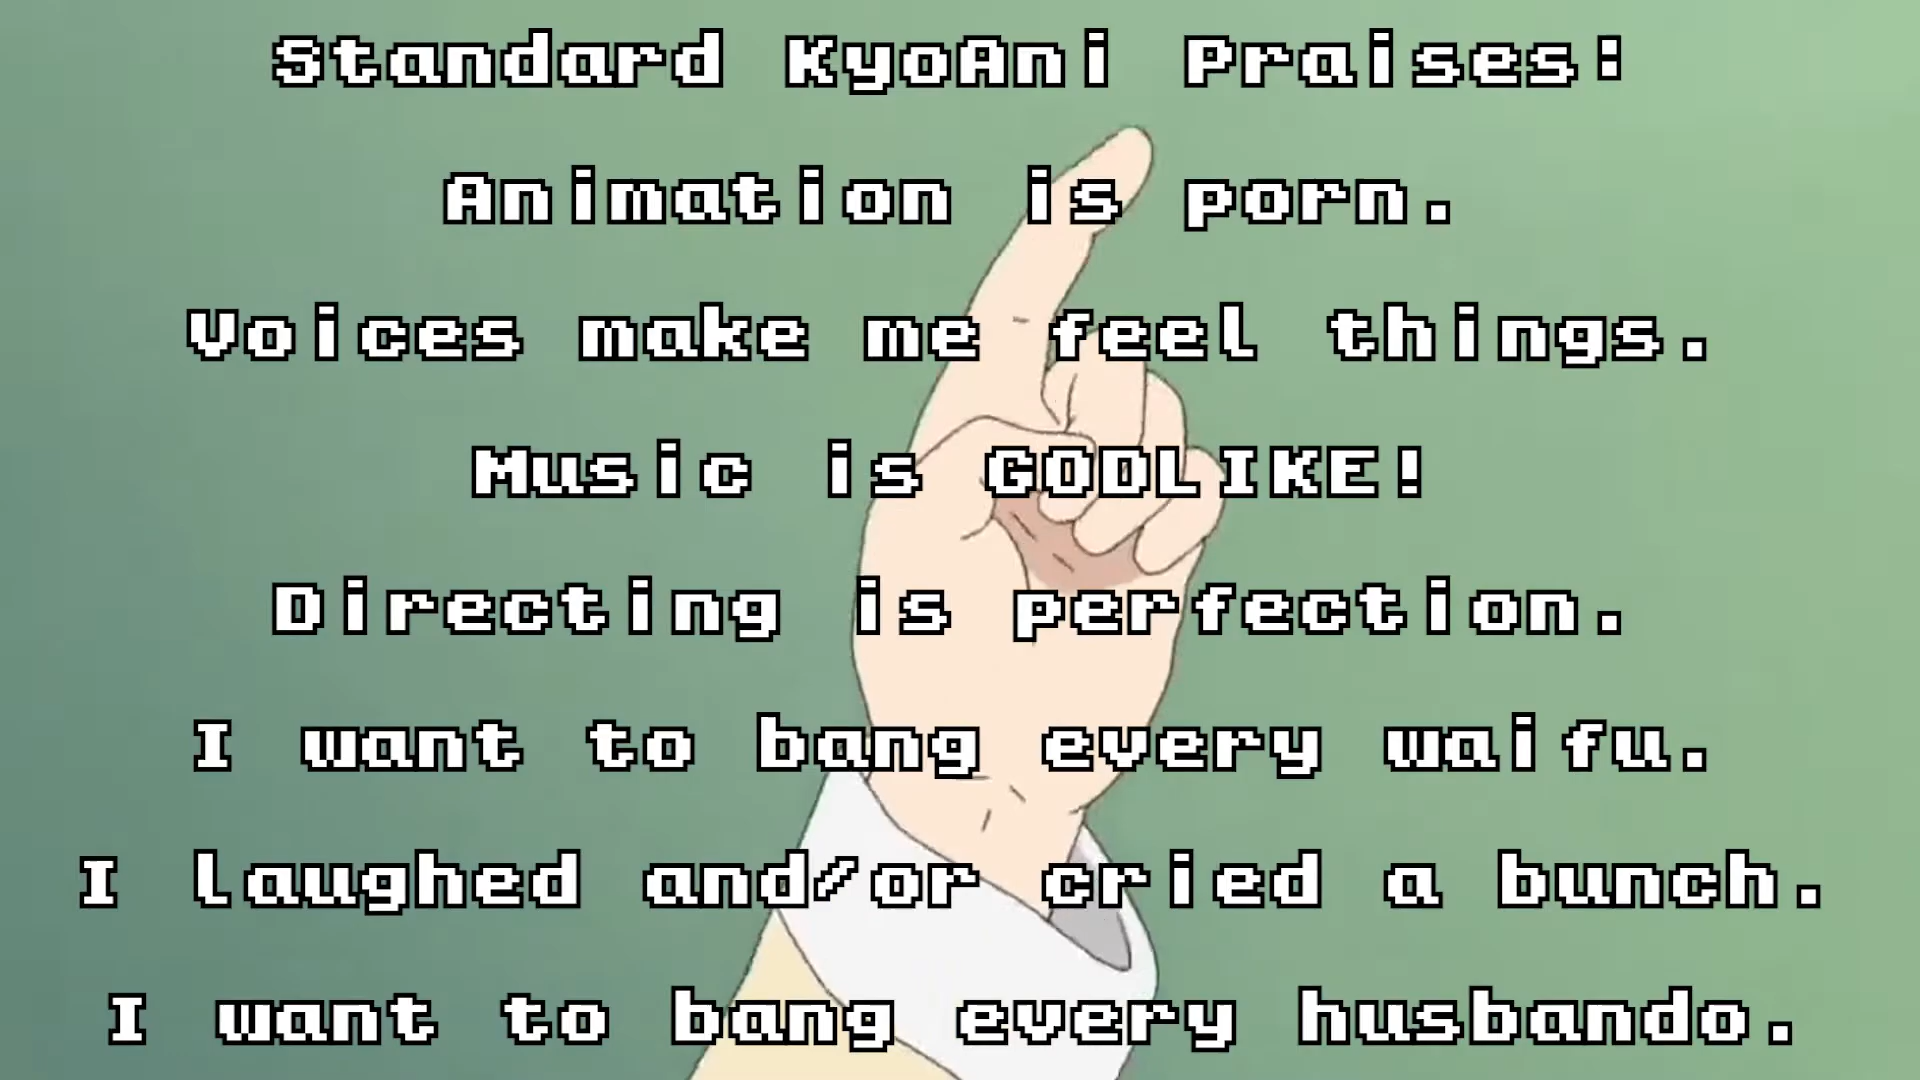 Standard KyoAni Praises:
Animation is porn.
Voices make me feel things.
Music is GODLIKE!
Directing is perfection.
I want to bang every waifu.
I laughed and/or cried a bunch.
I want to bang every husbando.